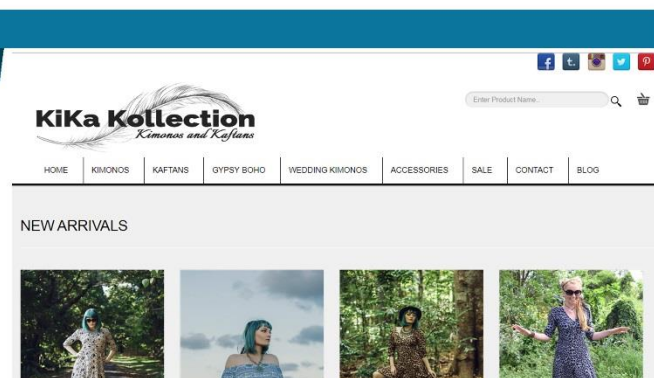 KiKa Kollection
Kimonos and Kaftans
Enter Product Name..
HOME KIMONOS KAFTANS GYPSY BOHO WEDDING KIMONOS ACCESSORIES SALE CONTACT BLOG
NEW ARRIVALS